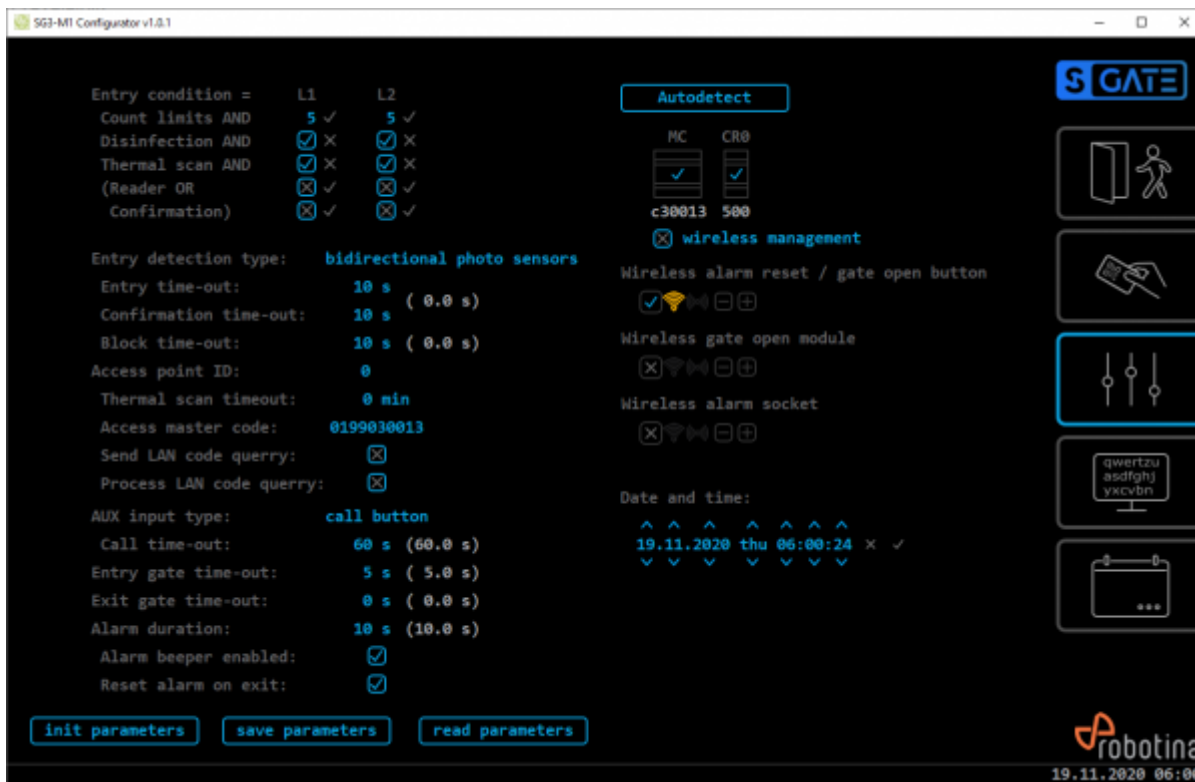 SG3-M1 Configurator v1.0.1
Entry condition = L1 L2
Count limits AND 5 5
Disinfection AND
Thermal scan AND
(Reader OR
Confirmation)
Entry detection type: bidirectional photo sensors
Entry time-out: 10 s
( 0.0 s)
Confirmation time-out: 10 s
Block time-out: 10 s ( 0.0 s)
Access point ID: 0
Thermal scan timeout: 0 min
Access master code: 0199030013
Send LAN code querry:
Process LAN code querry:
AUX input type: call button
Call time-out: 60 s (60.0 s)
Entry gate time-out: 5 s ( 5.0 s)
Exit gate time-out: 0 s ( 0.0 s)
Alarm duration: 10 s (10.0 s)
Alarm beeper enabled:
Reset alarm on exit:
init parameters save parameters read parameters
Autodetect
MC CR0
c30013 500
wireless management
Wireless alarm reset / gate open button
Wireless gate open module
Wireless alarm socket
Date and time:
19.11.2020 thu 06:00:24
S GATE
qwertzu
asdfghj
yxcvbn
robotina
19.11.2020 06:0